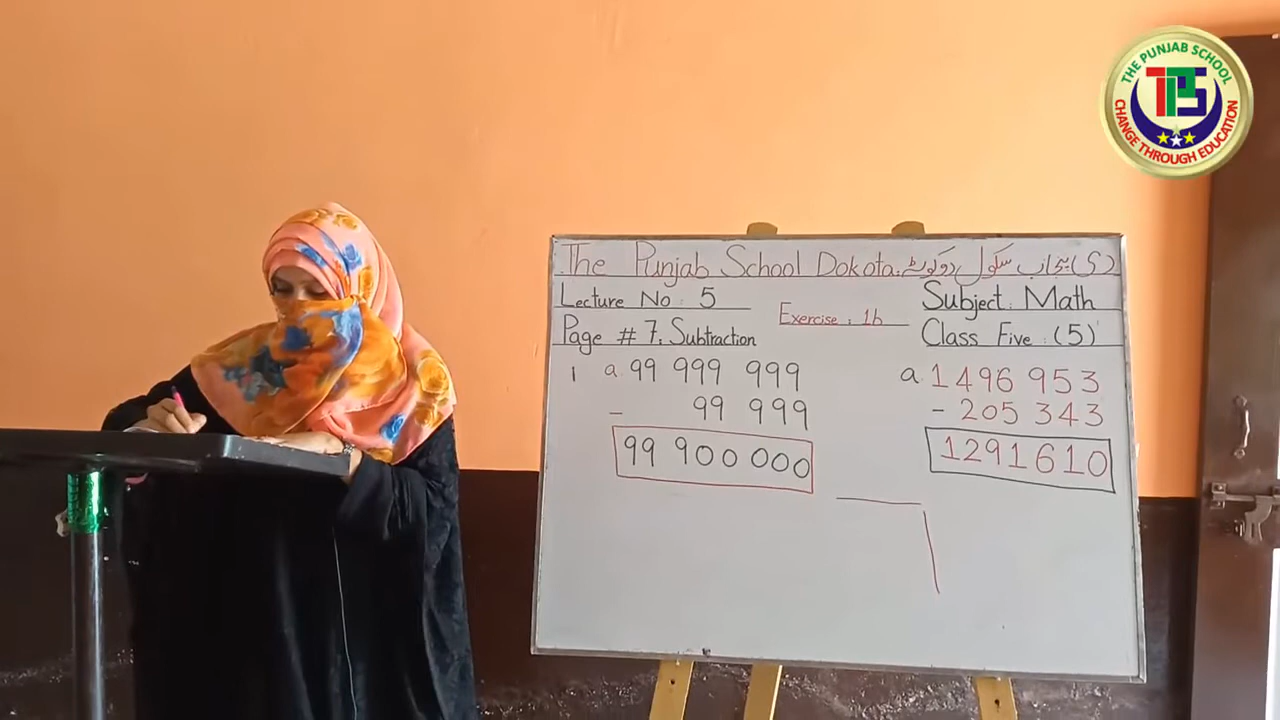 THE PUNJAB SCHOOL
TPS
CHANGE THROUGH EDUCATION
The Punjab School Dokota. (دی) پنجاب سکول دوکوٹہ
Lecture No : 5
Exercise : 1b
Subject : Math
Page # 7, Subtraction
Class Five : (5)
1 a 99 999 999
- 99 999
99 900 000
a. 1 496 953
- 205 343
1291610